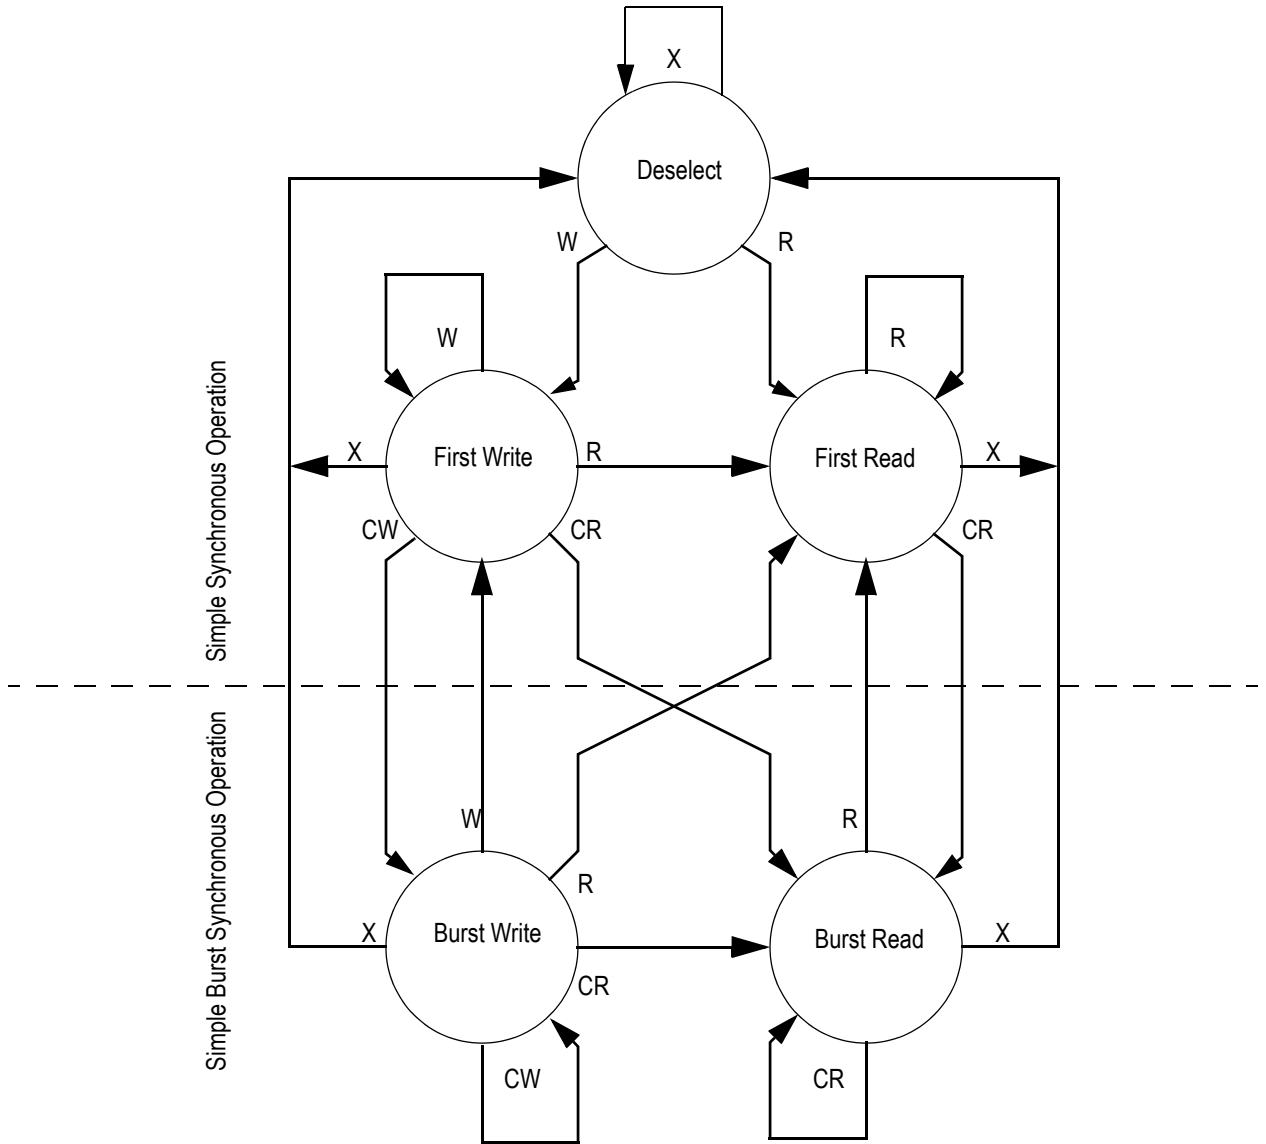 X
Deselect
W
R
W
R
Simple Synchronous Operation
X
First Write
R
First Read
X
CW
CR
CR
Simple Burst Synchronous Operation
W
R
R
X
Burst Write
Burst Read
X
CR
CW
CR